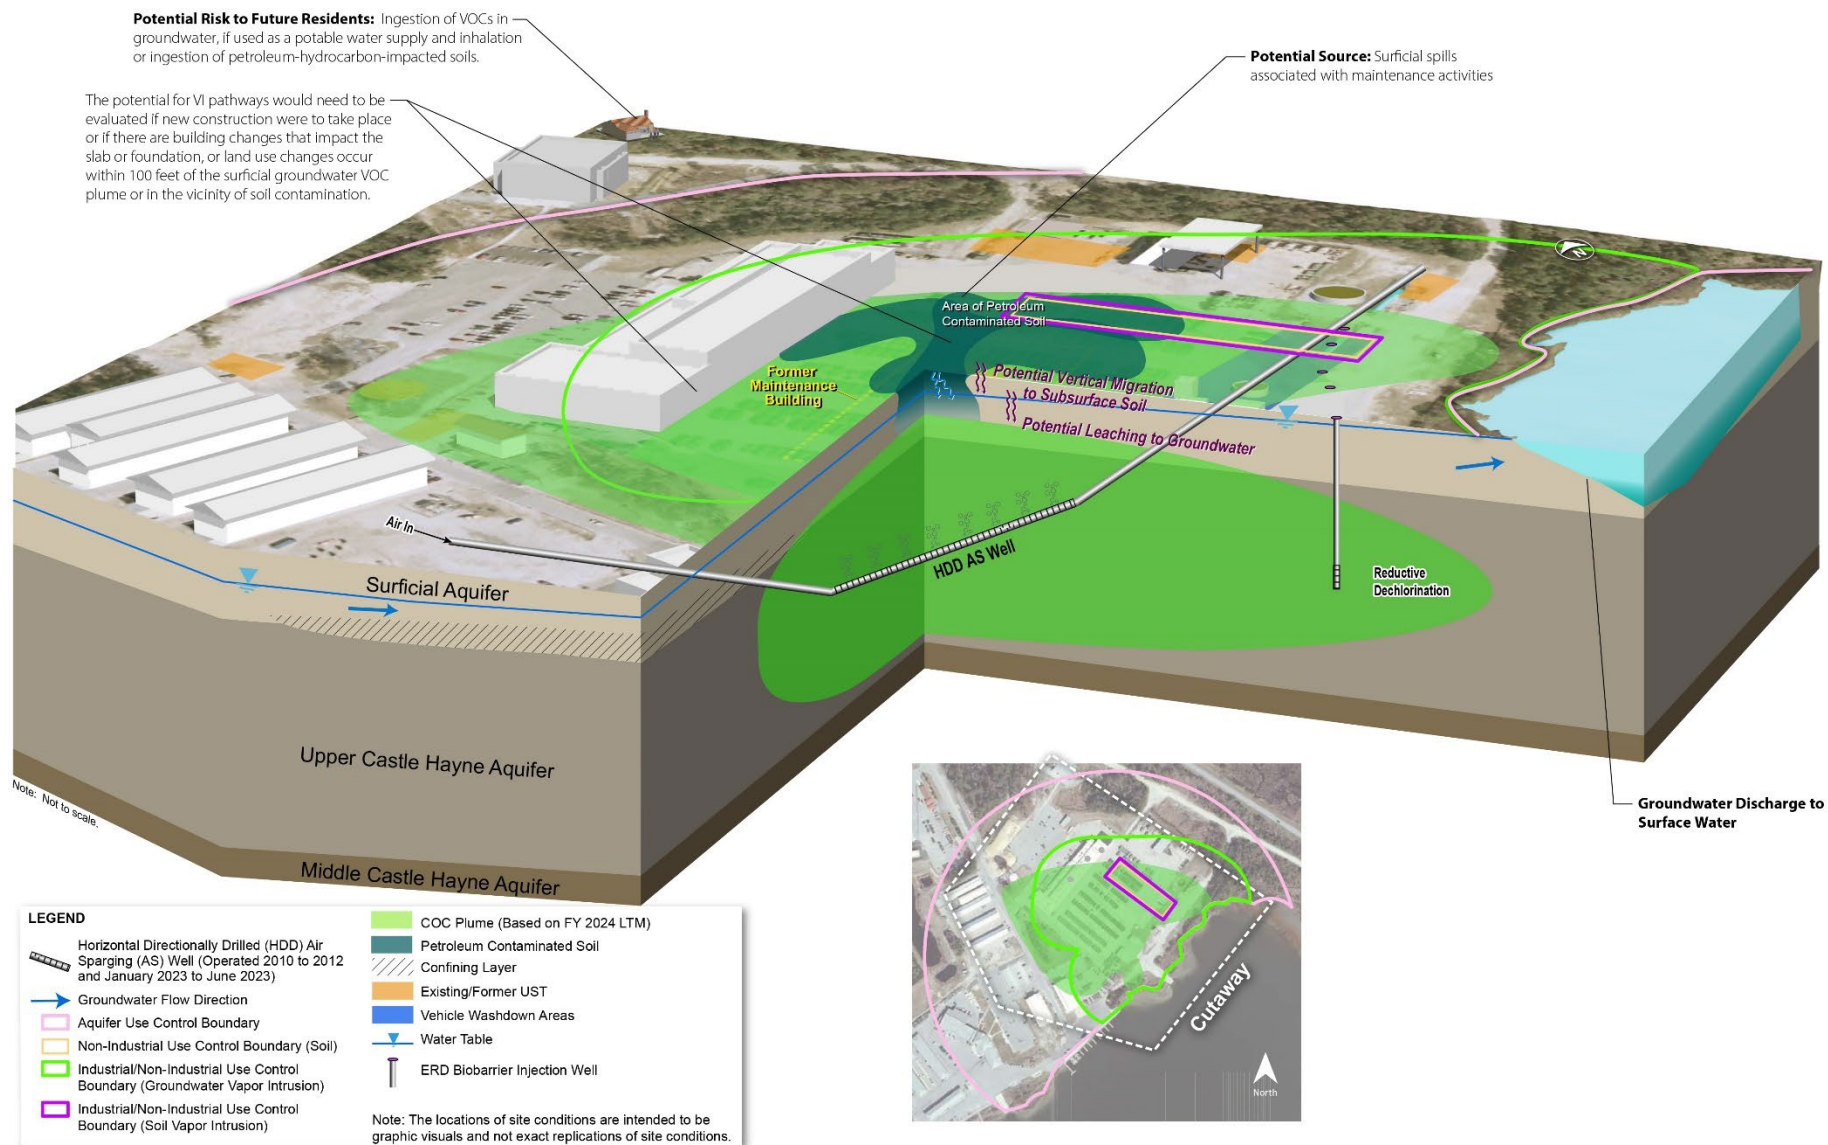 Potential Risk to Future Residents: Ingestion of VOCs in
groundwater, if used as a potable water supply and inhalation
or ingestion of petroleum-hydrocarbon-impacted soils.
Potential Source: Surficial spills
associated with maintenance activities
The potential for VI pathways would need to be
evaluated if new construction were to take place
or if there are building changes that impact the
slab or foundation, or land use changes occur
within 100 feet of the surficial groundwater VOC
plume or in the vicinity of soil contamination.
N
Area of Petroleum
Contaminated Soil
Former
Maintenance
Building
Potential Vertical Migration
to Subsurface Soil
Potential Leaching to Groundwater
Air In
HDD AS Well
Reductive
Dechlorination
Surficial Aquifer
Upper Castle Hayne Aquifer
Middle Castle Hayne Aquifer
Note: Not to scale.
Groundwater Discharge to
Surface Water
Cutaway
North
LEGEND
Horizontal Directionally Drilled (HDD) Air
Sparging (AS) Well (Operated 2010 to 2012
and January 2023 to June 2023)
Groundwater Flow Direction
Aquifer Use Control Boundary
Non-Industrial Use Control Boundary (Soil)
Industrial/Non-Industrial Use Control
Boundary (Groundwater Vapor Intrusion)
Industrial/Non-Industrial Use Control
Boundary (Soil Vapor Intrusion)
COC Plume (Based on FY 2024 LTM)
Petroleum Contaminated Soil
Confining Layer
Existing/Former UST
Vehicle Washdown Areas
Water Table
ERD Biobarrier Injection Well
Note: The locations of site conditions are intended to be
graphic visuals and not exact replications of site conditions.